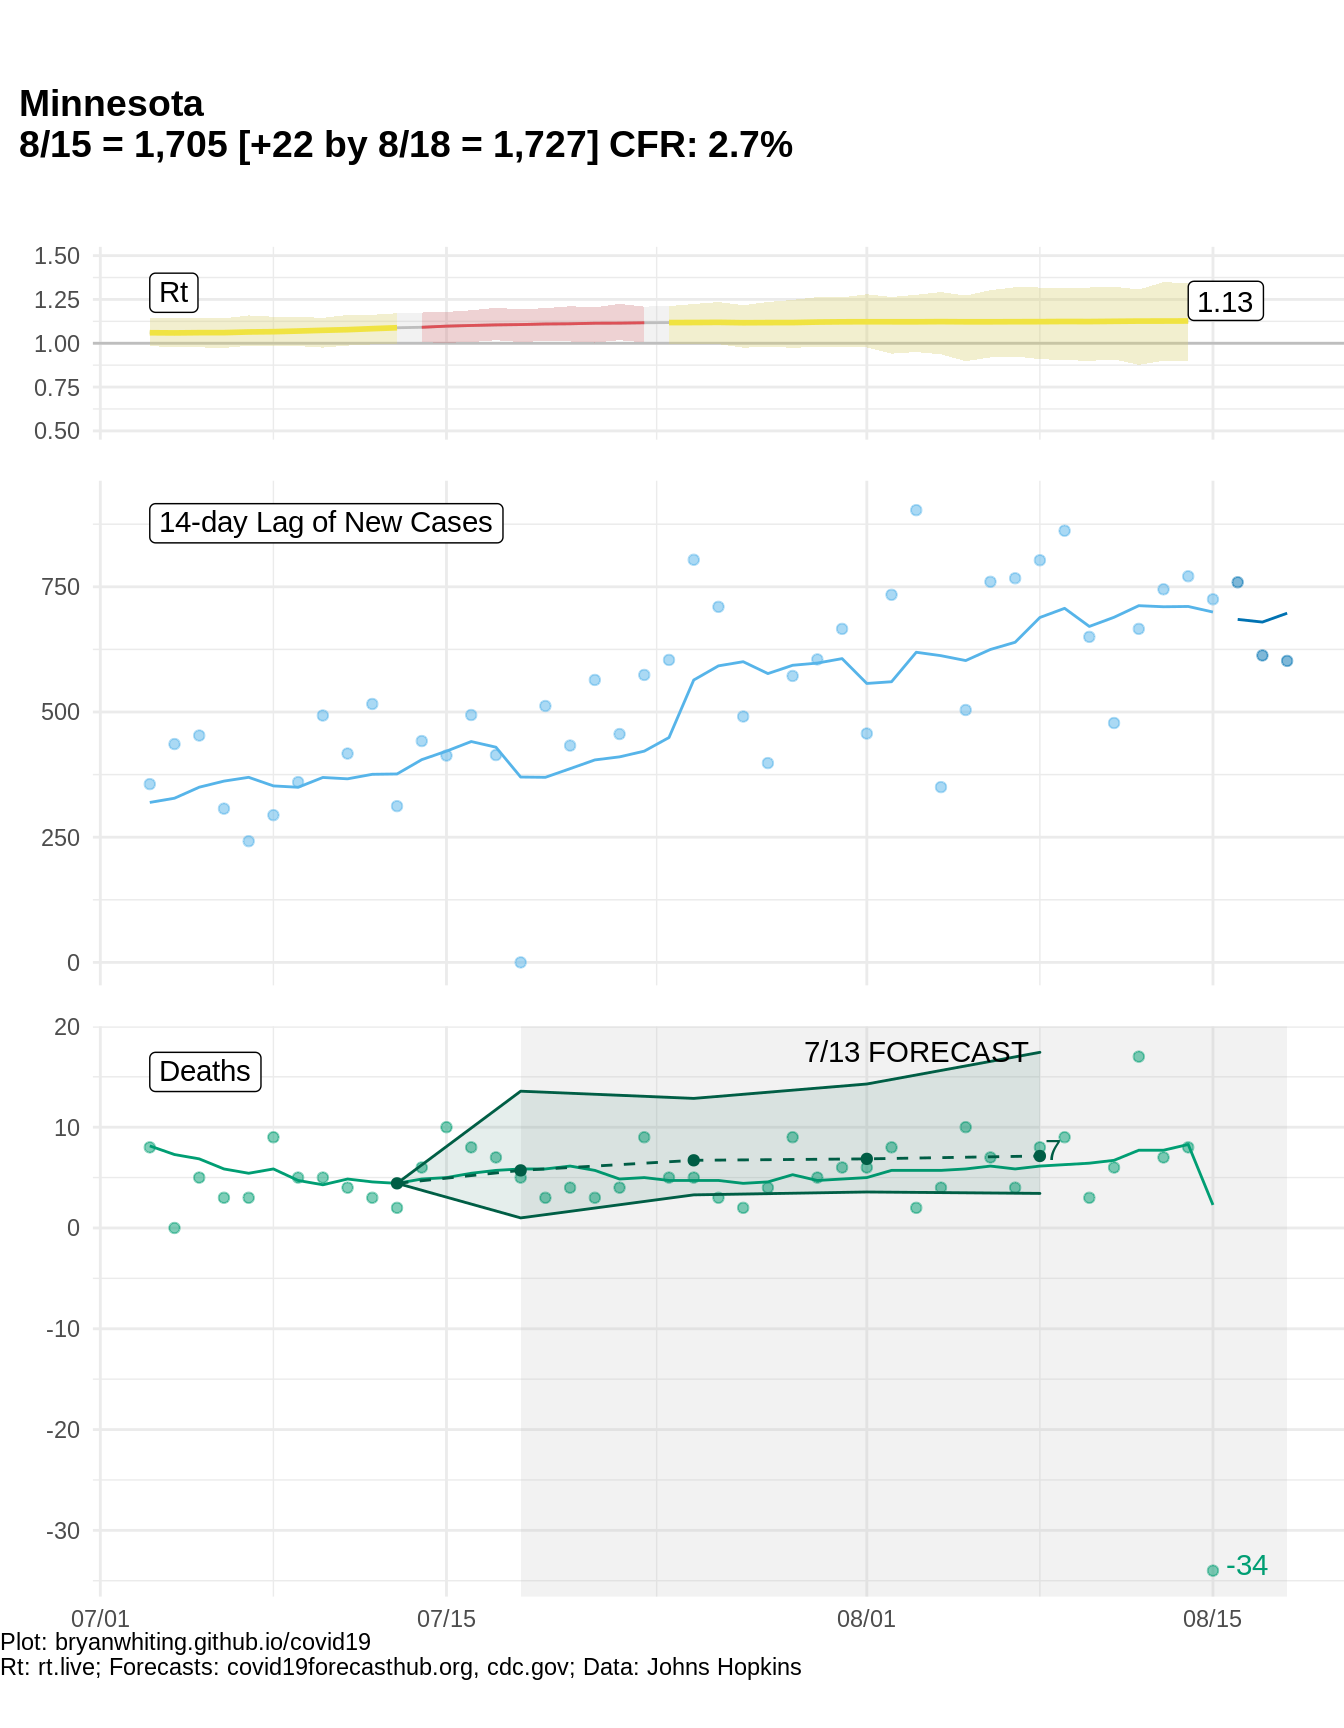 Minnesota
8/15 = 1,705 [+22 by 8/18 = 1,727] CFR: 2.7%
1.50
1.25
1.00
0.75
0.50
Rt
1.13
14-day Lag of New Cases
750
500
250
0
20
10
0
-10
-20
-30
Deaths
7/13 FORECAST
7
-34
07/01 07/15 08/01 08/15
Plot: bryanwhiting.github.io/covid19
Rt: rt.live; Forecasts: covid19forecasthub.org, cdc.gov; Data: Johns Hopkins